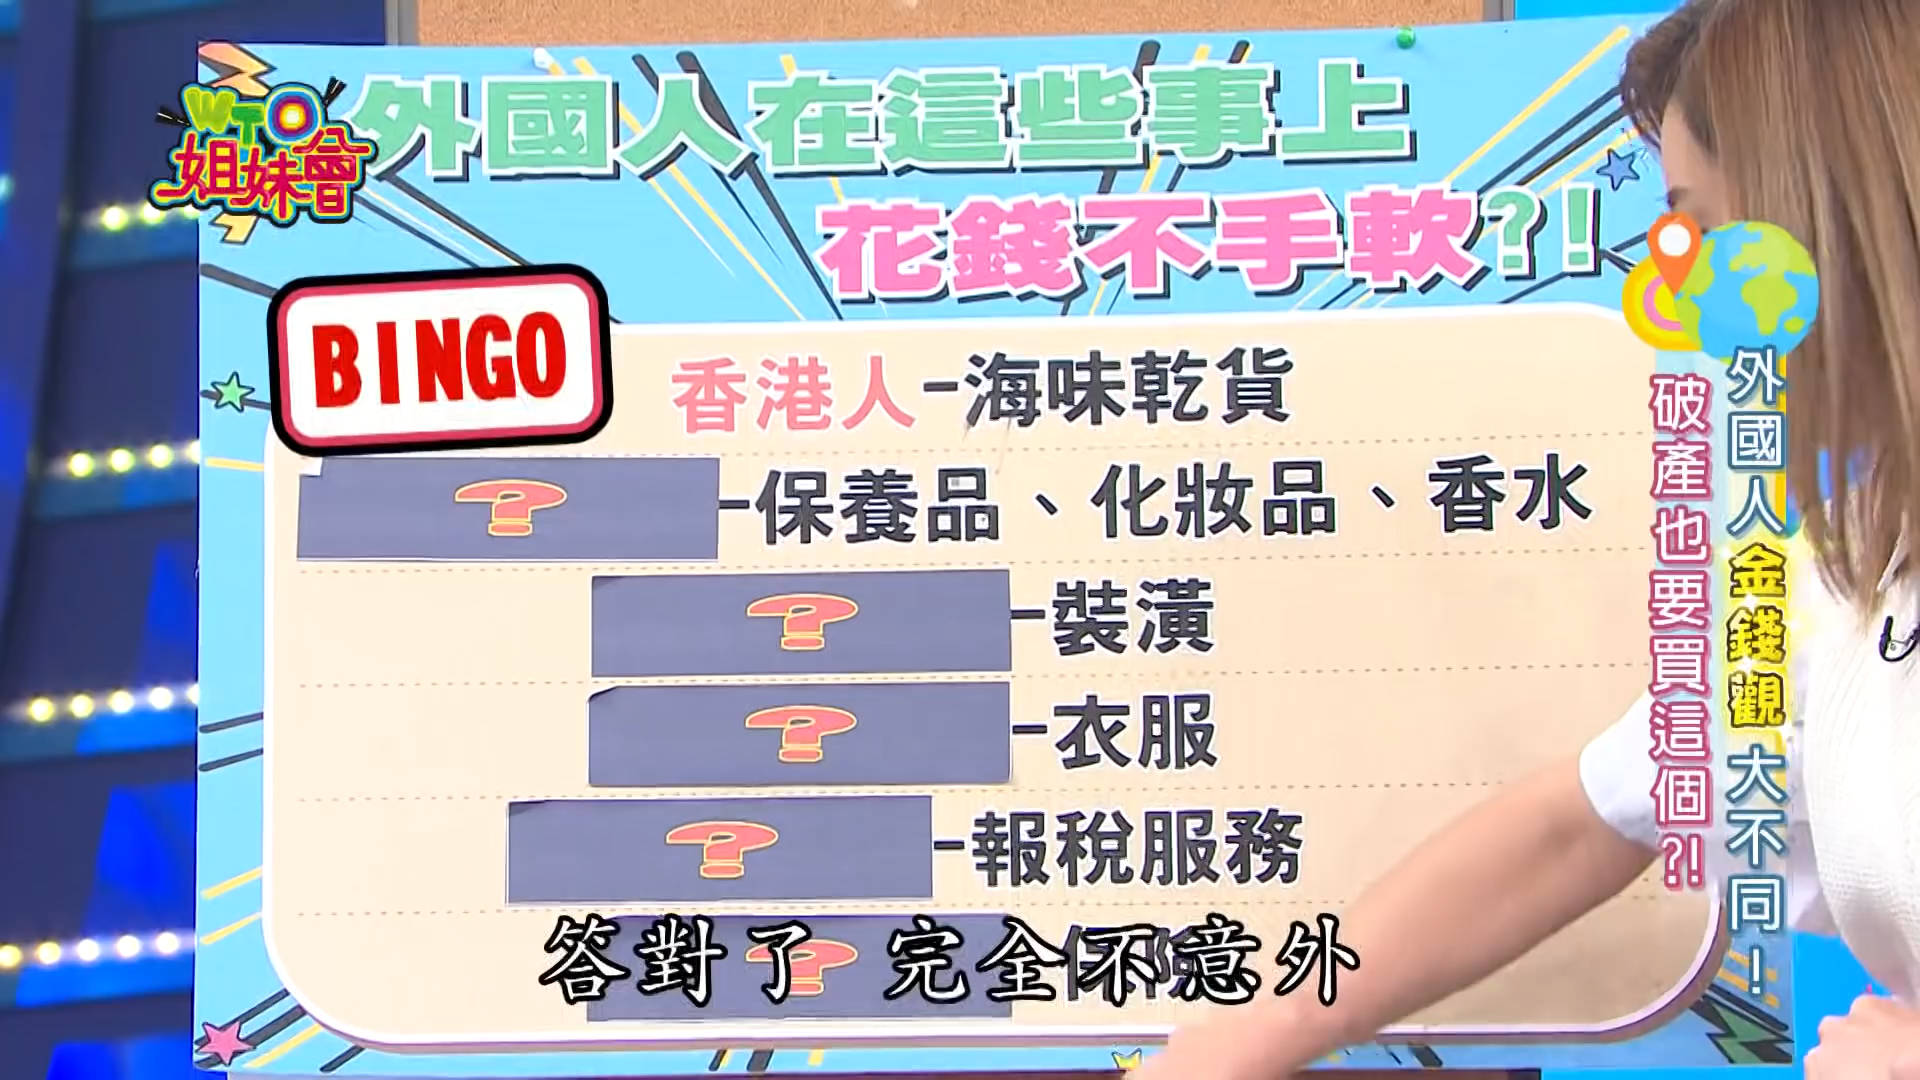 WTO
姐妹會
外國人在這些事上
花錢不手軟?!
BINGO
香港人-海味乾貨
?-保養品、化妝品、香水
?-裝潢
?-衣服
?-報稅服務
?-保險
答對了 完全不意外
外國人金錢觀大不同!
破產也要買這個?!